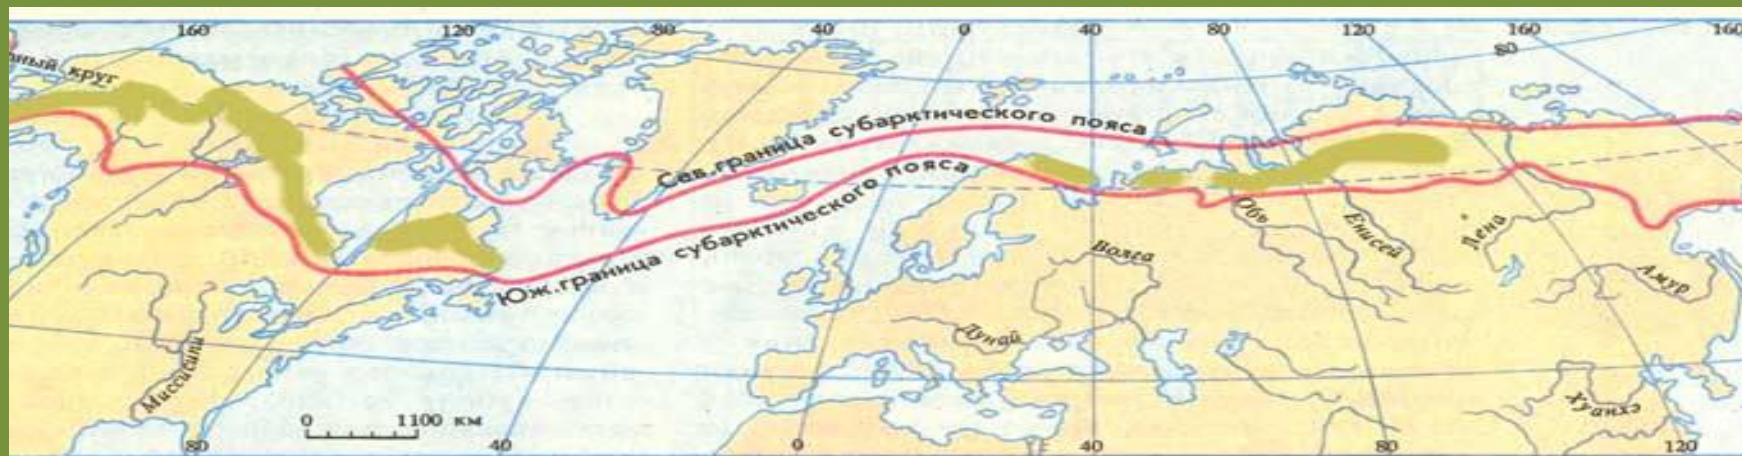 160 120 80 40 0 40 80 120 160 160
80
ный круг
Сев.граница субарктического пояса
Юж.граница субарктического пояса
Обь
Енисей
Лена
Волга
Амур
Дунай
Миссисипи
Хуанхэ
0 1100 км
80 40 0 40 80 120